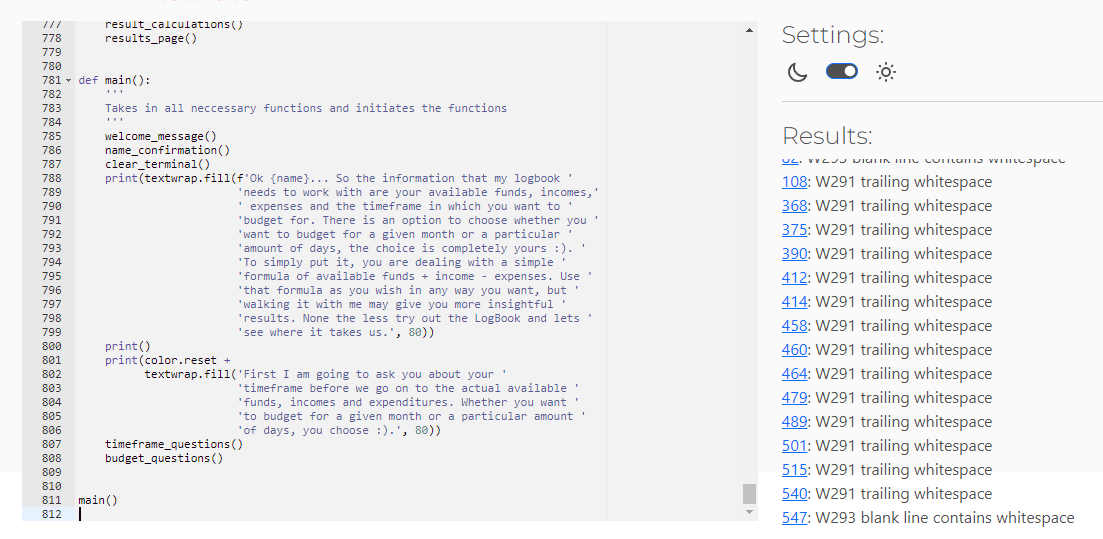 777 result_calculations()
778 results_page()
779
780
781 def main():
782 '''
783 Takes in all neccessary functions and initiates the functions
784 '''
785 welcome_message()
786 name_confirmation()
787 clear_terminal()
788 print(textwrap.fill(f'Ok {name}... So the information that my logbook '
789 'needs to work with are your available funds, incomes,'
790 ' expenses and the timeframe in which you want to '
791 'budget for. There is an option to choose whether you '
792 'want to budget for a given month or a particular '
793 'amount of days, the choice is completely yours :). '
794 'To simply put it, you are dealing with a simple '
795 'formula of available funds + income - expenses. Use '
796 'that formula as you wish in any way you want, but '
797 'walking it with me may give you more insightful '
798 'results. None the less try out the LogBook and lets '
799 'see where it takes us.', 80))
800 print()
801 print(color.reset +
802 textwrap.fill('First I am going to ask you about your '
803 'timeframe before we go on to the actual available '
804 'funds, incomes and expenditures. Whether you want '
805 'to budget for a given month or a particular amount '
806 'of days, you choose :).', 80))
807 timeframe_questions()
808 budget_questions()
809
810
811 main()
812
Settings:
Results:
62: W293 blank line contains whitespace
108: W291 trailing whitespace
368: W291 trailing whitespace
375: W291 trailing whitespace
390: W291 trailing whitespace
412: W291 trailing whitespace
414: W291 trailing whitespace
458: W291 trailing whitespace
460: W291 trailing whitespace
464: W291 trailing whitespace
479: W291 trailing whitespace
489: W291 trailing whitespace
501: W291 trailing whitespace
515: W291 trailing whitespace
540: W291 trailing whitespace
547: W293 blank line contains whitespace